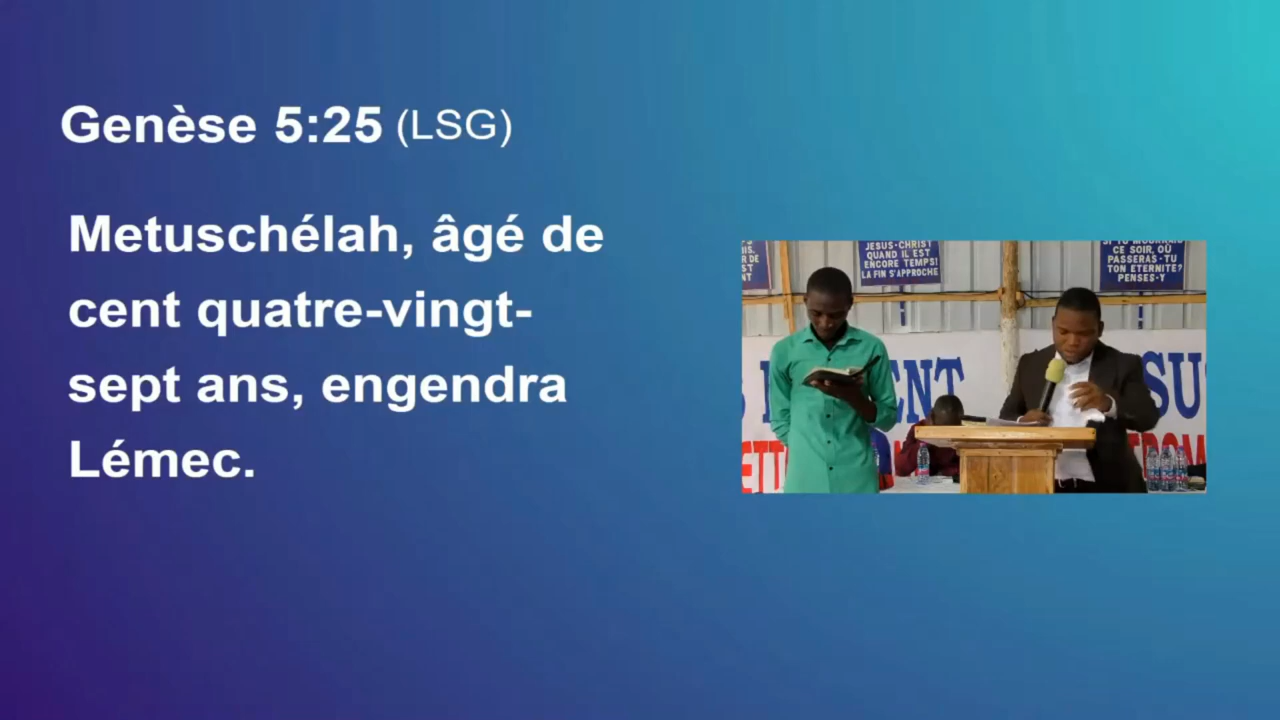 Genèse 5:25 (LSG)
Metuschélah, âgé de
cent quatre-vingt-
sept ans, engendra
Lémec.
JESUS-CHRIST
QUAND IL EST
ENCORE TEMPS!
LA FIN S'APPROCHE
CE SOIR, OÙ
PASSERAS-TU
TON ETERNITE?
PENSES-Y